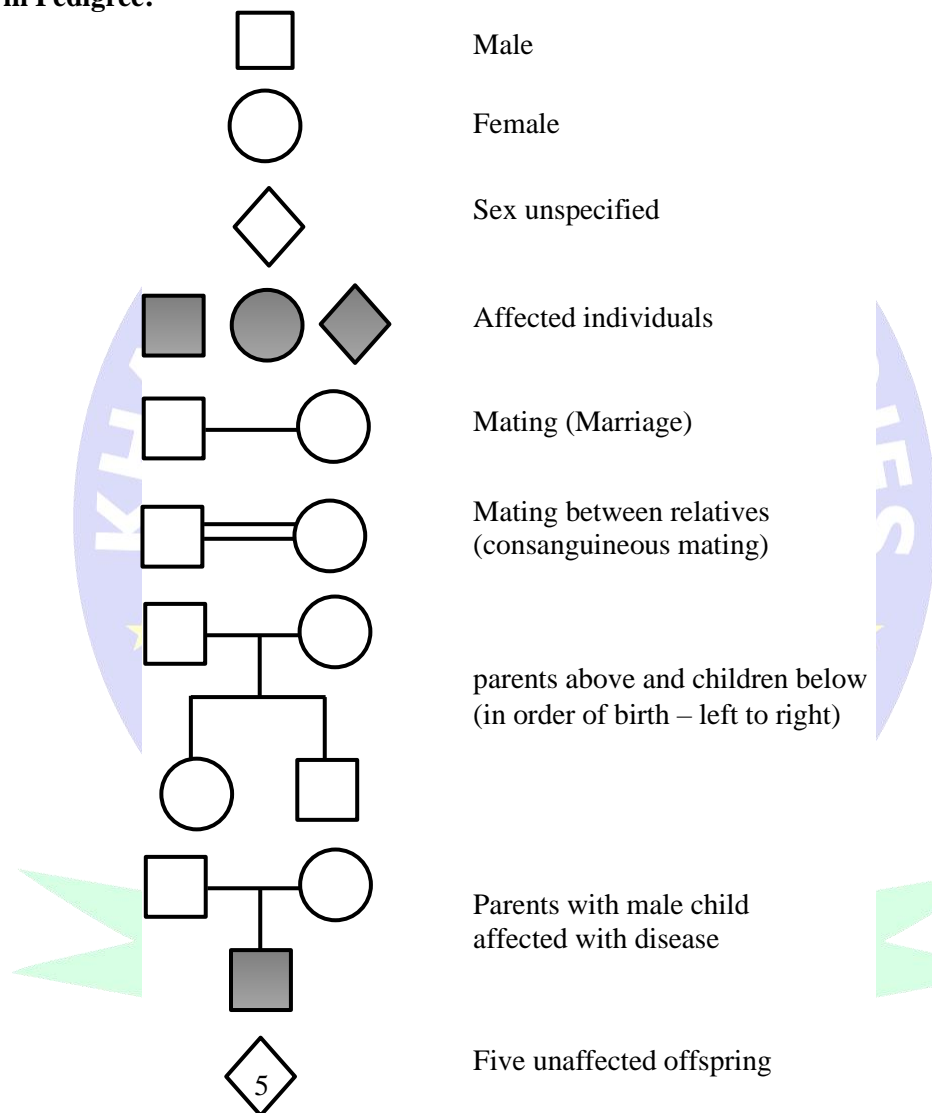 in Pedigree:
Male
Female
Sex unspecified
Affected individuals
Mating (Marriage)
Mating between relatives
(consanguineous mating)
parents above and children below
(in order of birth – left to right)
Parents with male child
affected with disease
5
Five unaffected offspring